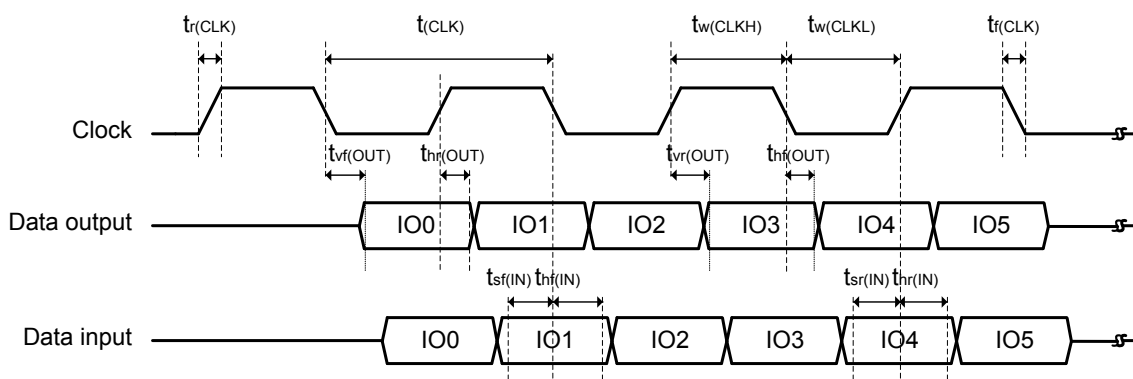 tr(CLK) t(CLK) tw(CLKH) tw(CLKL) tf(CLK)
Clock
tvf(OUT) thr(OUT) tvr(OUT) thf(OUT)
Data output IO0 IO1 IO2 IO3 IO4 IO5
tsf(IN) thf(IN) tsr(IN) thr(IN)
Data input IO0 IO1 IO2 IO3 IO4 IO5